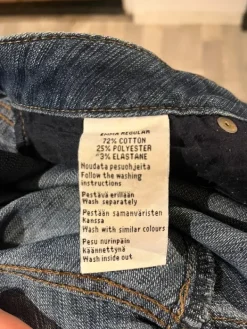 REGULAR
72% COTTON
25% POLYESTER
3% ELASTANE
Noudata pesuohjeita
Follow the washing
instructions
Pestävä erillään
Wash separately
Pestään samanväristen
Kanssa
Wash with similar colours
Pesu nurinpäin
käännettynä
Wash inside out